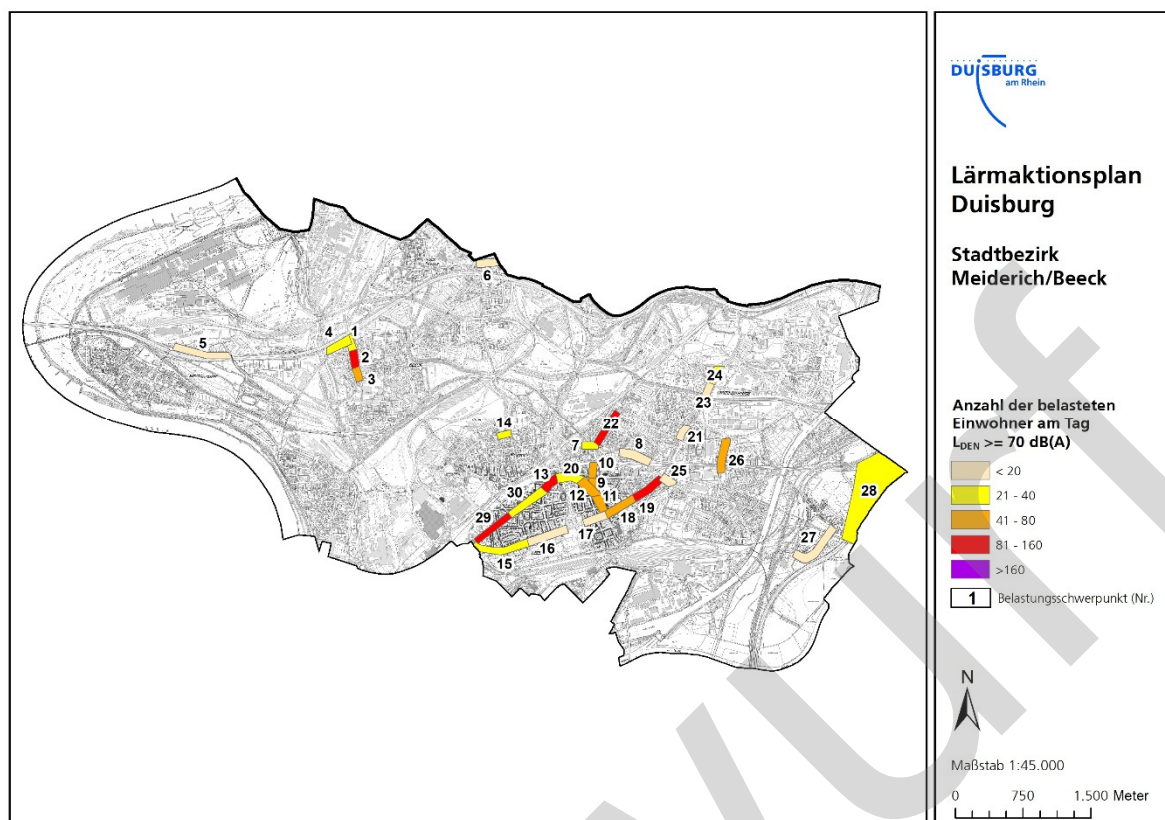 DUISBURG
am Rhein
Lärmaktionsplan
Duisburg
Stadtbezirk
Meiderich/Beeck
Anzahl der belasteten
Einwohner am Tag
LDEN >= 70 dB(A)
< 20
21 - 40
41 - 80
81 - 160
>160
1 Belastungsschwerpunkt (Nr.)
N
Maßstab 1:45.000
0 750 1.500 Meter
6
5
4
1
2
3
24
23
14
22
21
7
8
26
10
25
13
20
9
28
30
12
11
19
29
18
17
16
15
27